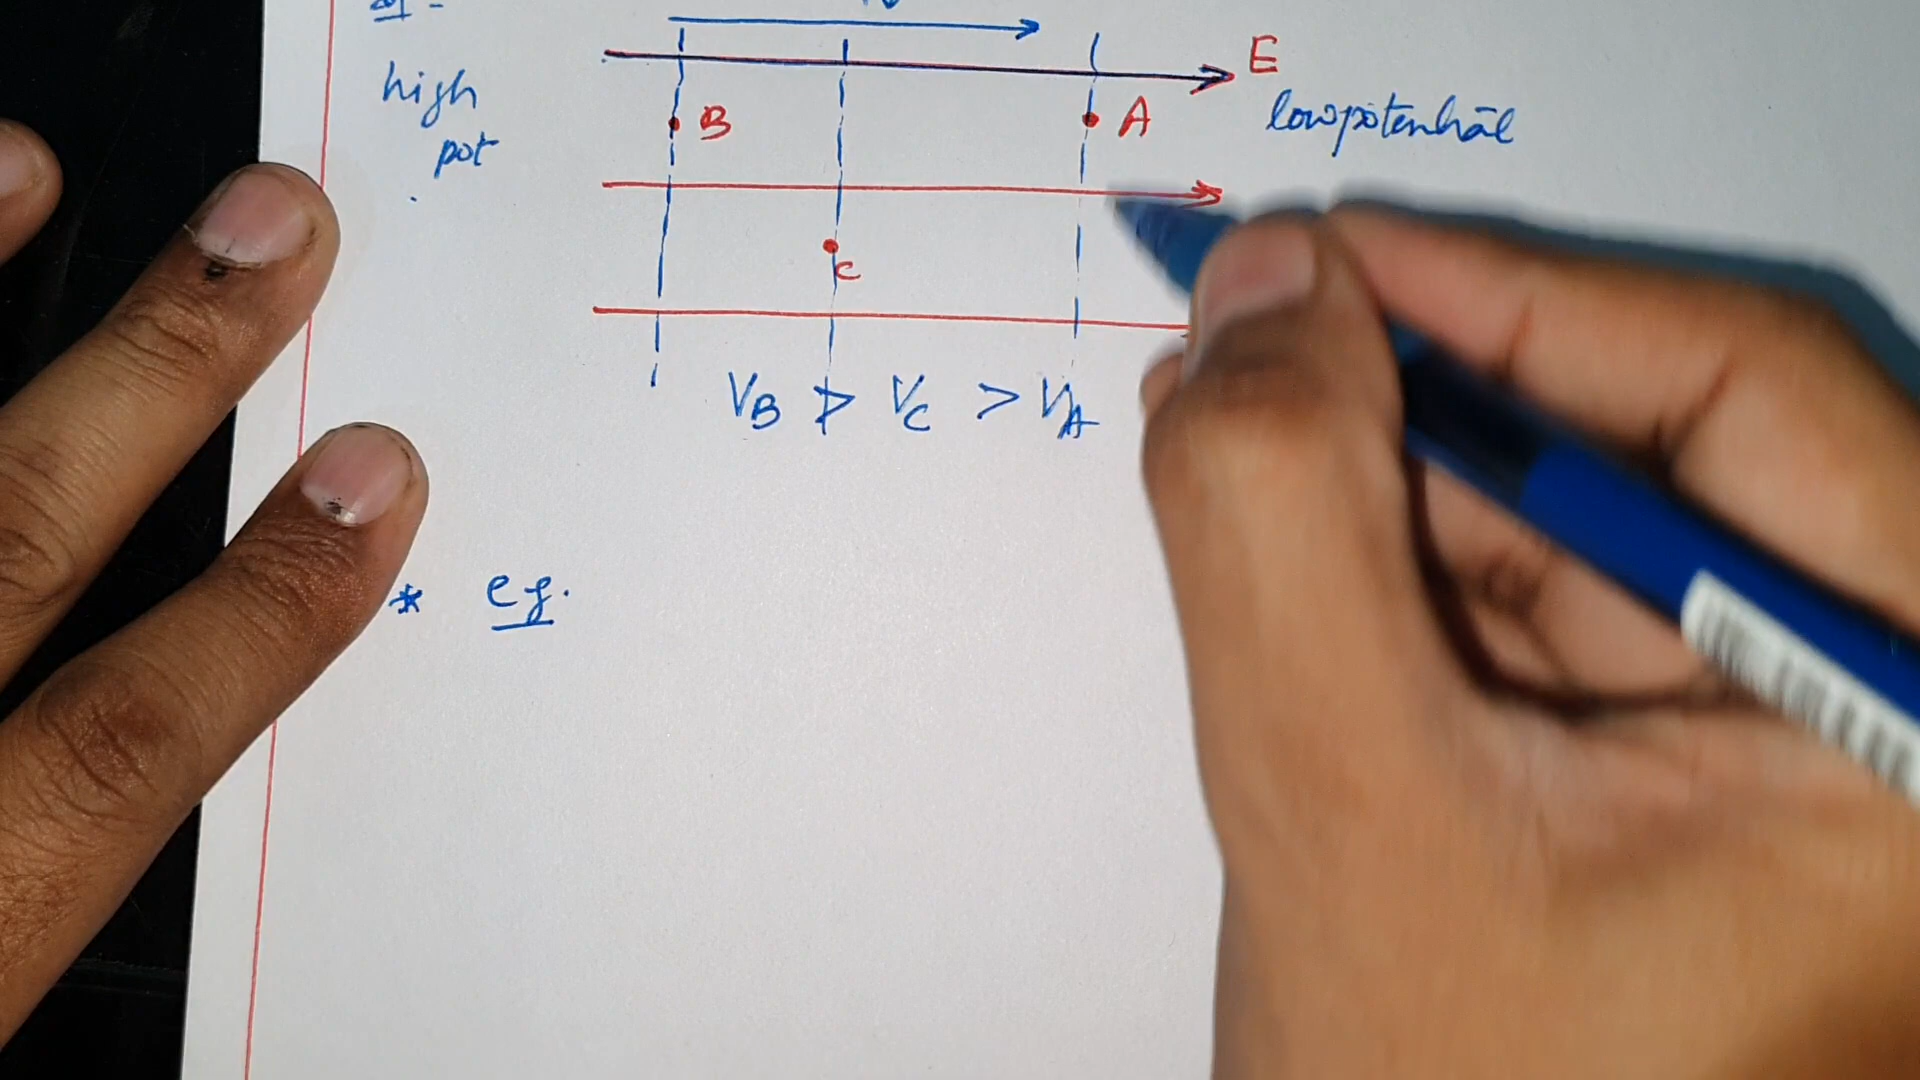 E
high
pot
B
A
lowpotential
C
VB > VC > VA
* eg.